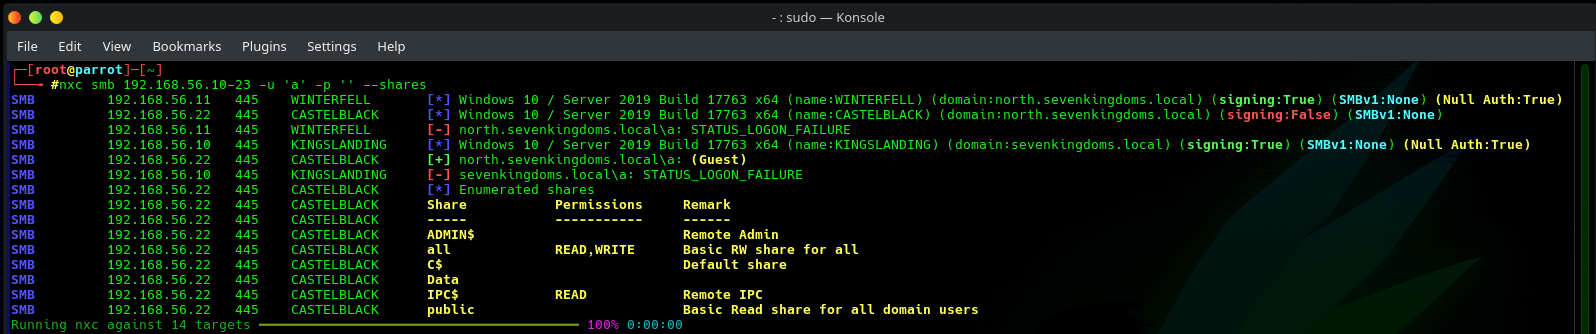 - : sudo — Konsole
File Edit View Bookmarks Plugins Settings Help
┌─[root@parrot]─[~]
└──╼ #nxc smb 192.168.56.10-23 -u 'a' -p '' --shares
SMB 192.168.56.11 445 WINTERFELL [*] Windows 10 / Server 2019 Build 17763 x64 (name:WINTERFELL) (domain:north.sevenkingdoms.local) (signing:True) (SMBv1:None) (Null Auth:True)
SMB 192.168.56.22 445 CASTELBLACK [*] Windows 10 / Server 2019 Build 17763 x64 (name:CASTELBLACK) (domain:north.sevenkingdoms.local) (signing:False) (SMBv1:None)
SMB 192.168.56.11 445 WINTERFELL [-] north.sevenkingdoms.local\a: STATUS_LOGON_FAILURE
SMB 192.168.56.10 445 KINGSLANDING [*] Windows 10 / Server 2019 Build 17763 x64 (name:KINGSLANDING) (domain:sevenkingdoms.local) (signing:True) (SMBv1:None) (Null Auth:True)
SMB 192.168.56.22 445 CASTELBLACK [+] north.sevenkingdoms.local\a: (Guest)
SMB 192.168.56.10 445 KINGSLANDING [-] sevenkingdoms.local\a: STATUS_LOGON_FAILURE
SMB 192.168.56.22 445 CASTELBLACK [*] Enumerated shares
SMB 192.168.56.22 445 CASTELBLACK Share Permissions Remark
SMB 192.168.56.22 445 CASTELBLACK ----- ----------- ------
SMB 192.168.56.22 445 CASTELBLACK ADMIN$ Remote Admin
SMB 192.168.56.22 445 CASTELBLACK all READ,WRITE Basic RW share for all
SMB 192.168.56.22 445 CASTELBLACK C$ Default share
SMB 192.168.56.22 445 CASTELBLACK Data
SMB 192.168.56.22 445 CASTELBLACK IPC$ READ Remote IPC
SMB 192.168.56.22 445 CASTELBLACK public Basic Read share for all domain users
Running nxc against 14 targets ━━━━━━━━━━━━━━━━━━━━━━━━━━━━━━━━━━━━━━━━ 100% 0:00:00